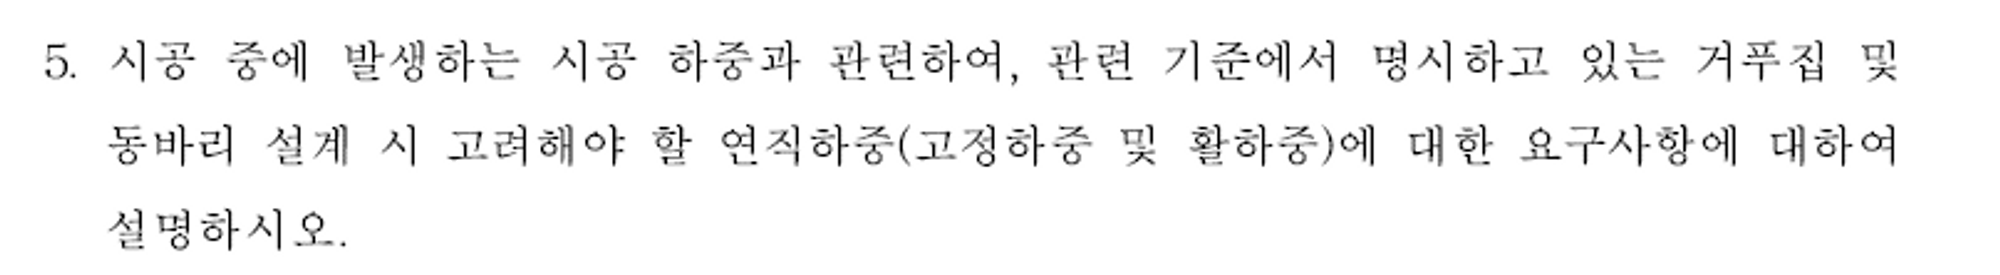 5. 시공 중에 발생하는 시공 하중과 관련하여, 관련 기준에서 명시하고 있는 거푸집 및
동바리 설계 시 고려해야 할 연직하중(고정하중 및 활하중)에 대한 요구사항에 대하여
설명하시오.